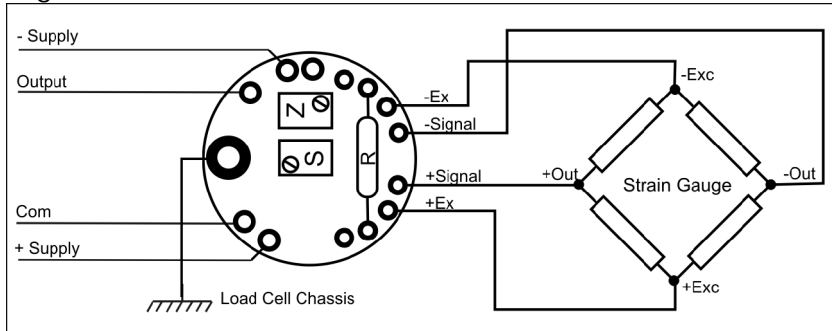 - Supply
Output
Com
+ Supply
Load Cell Chassis
Z
S
R
-Ex
-Signal
+Signal
+Ex
-Exc
+Out
Strain Gauge
-Out
+Exc